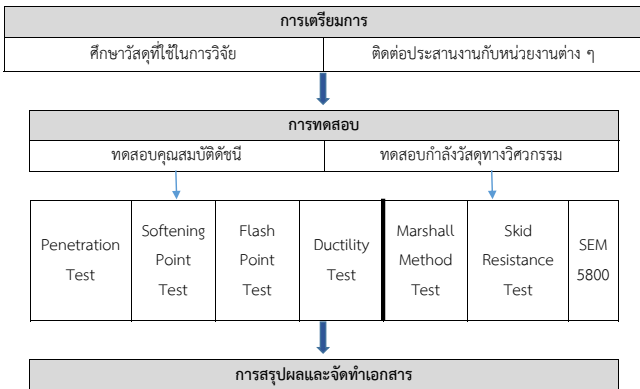 การเตรียมการ
ศึกษาวัสดุที่ใช้ในการวิจัย
ติดต่อประสานงานกับหน่วยงานต่าง ๆ
การทดสอบ
ทดสอบคุณสมบัติดัชนี
ทดสอบกำลังวัสดุทางวิศวกรรม
Penetration
Test
Softening
Point
Test
Flash
Point
Test
Ductility
Test
Marshall
Method
Test
Skid
Resistance
Test
SEM
5800
การสรุปผลและจัดทำเอกสาร